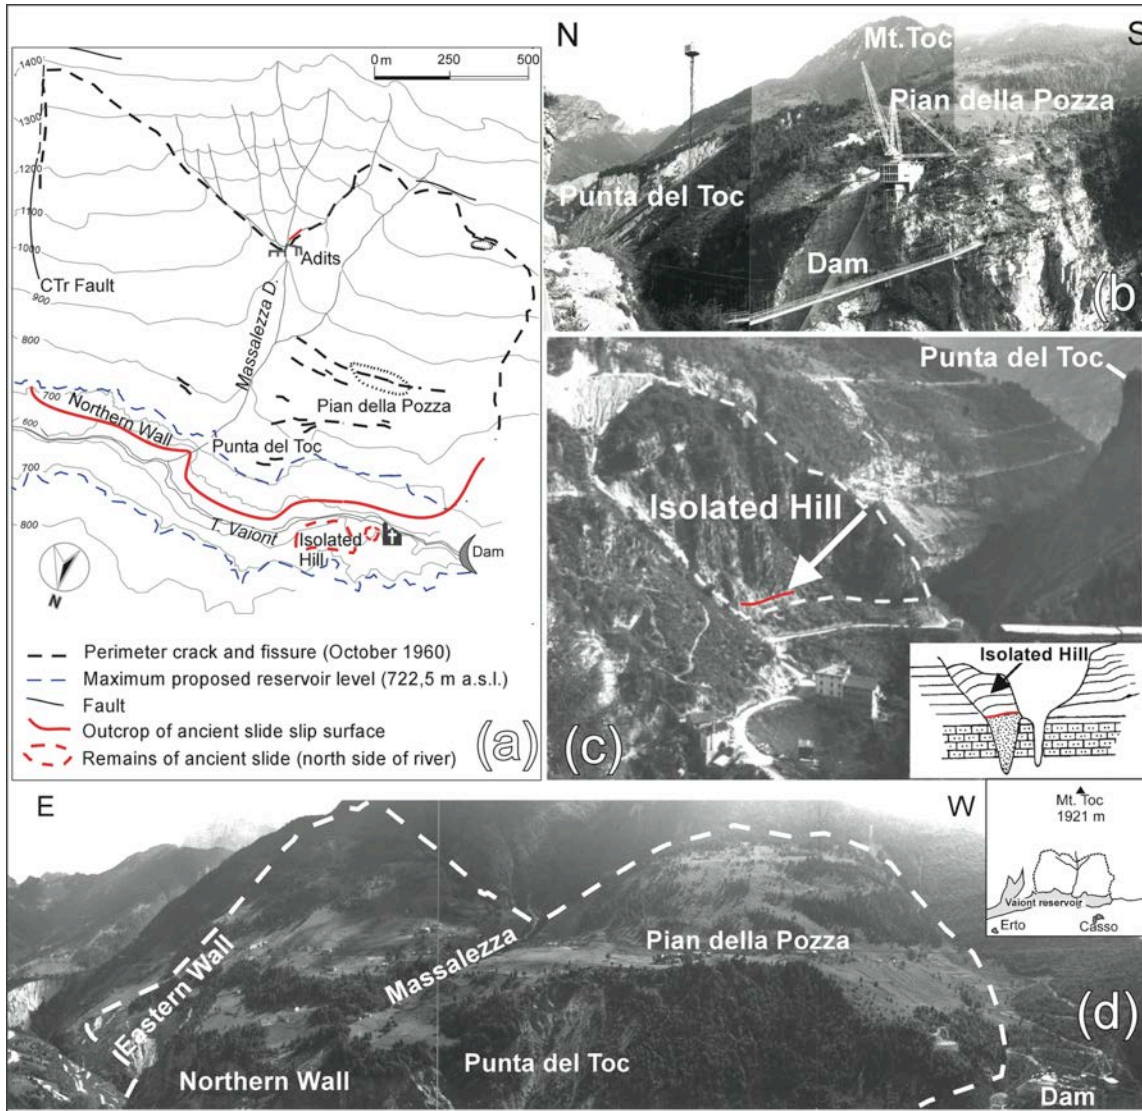 0 m 250 500
1400
1300
1200
1100
1000
Adits
CTr Fault
900
Massalezza D.
800
Pian della Pozza
700
Northern Wall
600
Punta del Toc
700
T. Vaiont
800
Isolated
Hill
Dam
N
Perimeter crack and fissure (October 1960)
Maximum proposed reservoir level (722,5 m a.s.l.)
Fault
Outcrop of ancient slide slip surface
Remains of ancient slide (north side of river)
(a)
N
S
Mt.Toc
Pian della Pozza
Punta del Toc
Dam
(b)
Punta del Toc
Isolated Hill
Isolated Hill
(c)
E
W
Mt. Toc
1921 m
Vaiont reservoir
Erto
Casso
Eastern Wall
Massalezza
Pian della Pozza
Northern Wall
Punta del Toc
Dam
(d)